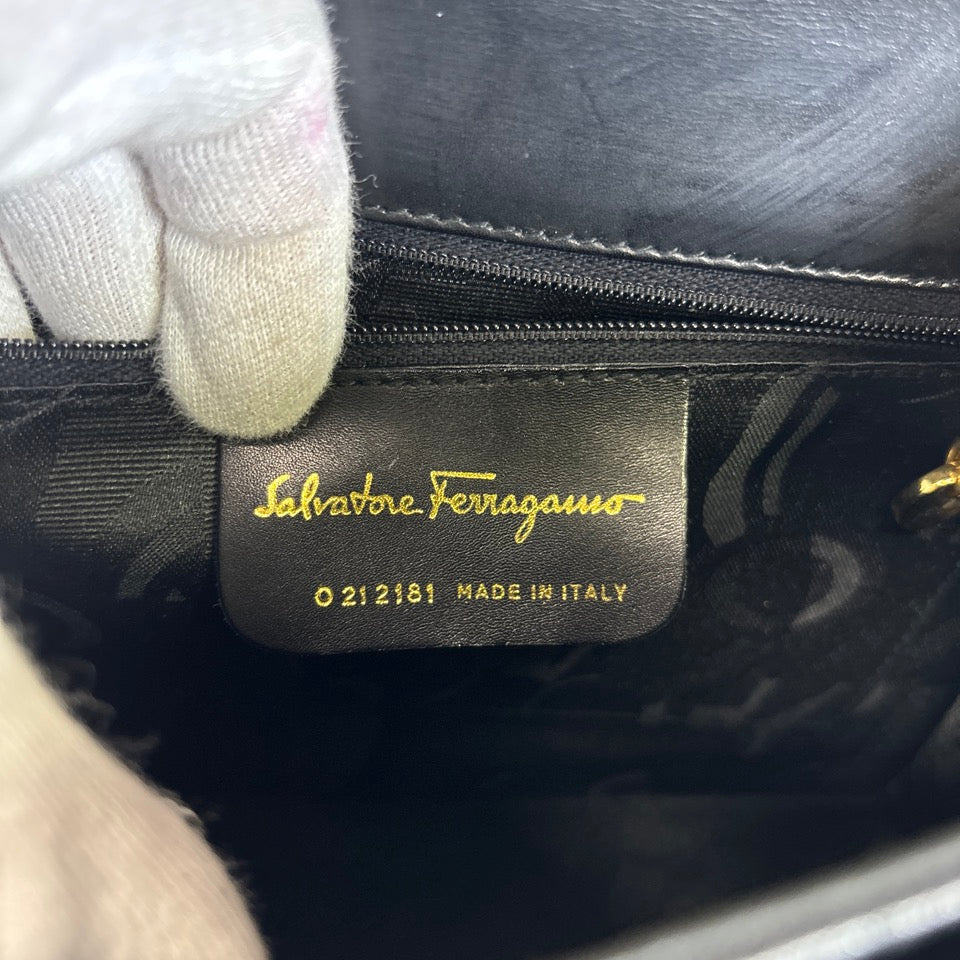 Salvatore Ferragamo
O 21 2181 MADE IN ITALY